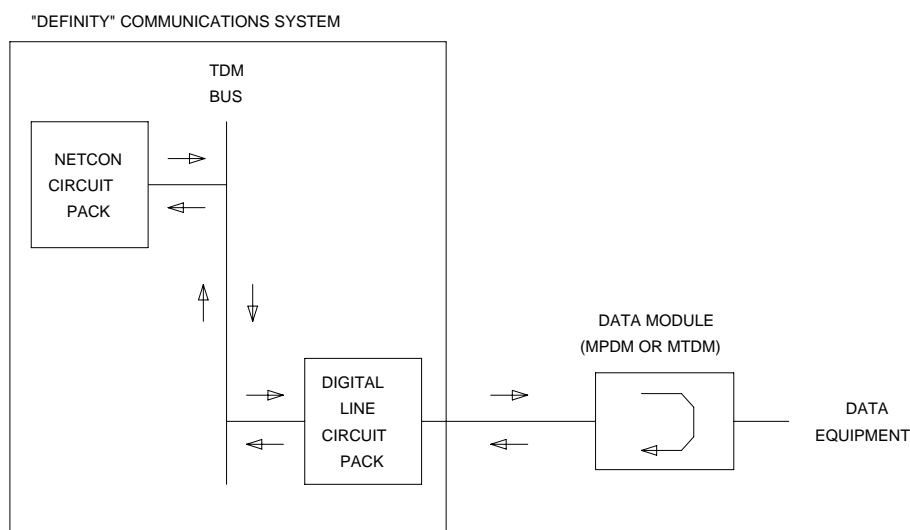 "DEFINITY" COMMUNICATIONS SYSTEM
TDM
BUS
NETCON
CIRCUIT
PACK
DATA MODULE
(MPDM OR MTDM)
DIGITAL
LINE
CIRCUIT
PACK
DATA
EQUIPMENT